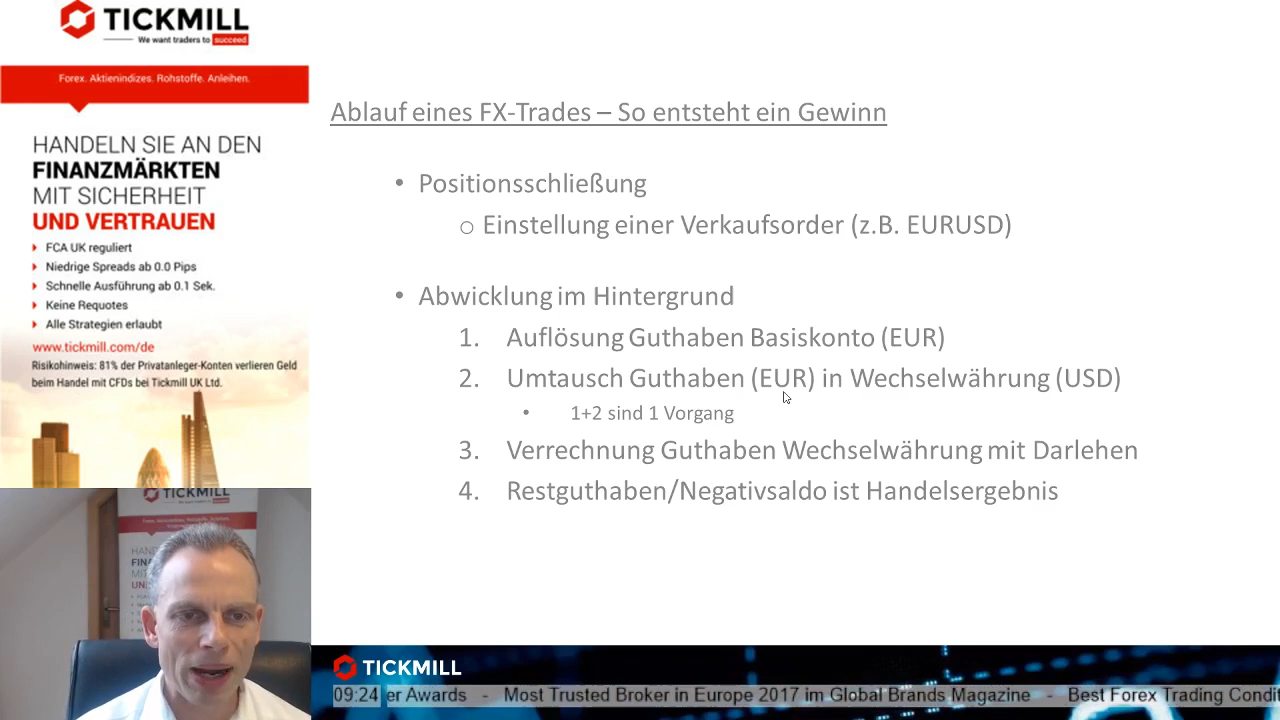 TICKMILL
We want traders to succeed
Forex. Aktienindizes. Rohstoffe. Anleihen.
HANDELN SIE AN DEN
FINANZMÄRKTEN
MIT SICHERHEIT
UND VERTRAUEN
FCA UK reguliert
Niedrige Spreads ab 0.0 Pips
Schnelle Ausführung ab 0.1 Sek.
Keine Requotes
Alle Strategien erlaubt
www.tickmill.com/de
Risikohinweis: 81% der Privatanleger-Konten verlieren Geld
beim Handel mit CFDs bei Tickmill UK Ltd.
Ablauf eines FX-Trades – So entsteht ein Gewinn
• Positionsschließung
o Einstellung einer Verkaufsorder (z.B. EURUSD)
• Abwicklung im Hintergrund
1. Auflösung Guthaben Basiskonto (EUR)
2. Umtausch Guthaben (EUR) in Wechselwährung (USD)
• 1+2 sind 1 Vorgang
3. Verrechnung Guthaben Wechselwährung mit Darlehen
4. Restguthaben/Negativsaldo ist Handelsergebnis
TICKMILL
TICKMILL
09:24 er Awards - Most Trusted Broker in Europe 2017 im Global Brands Magazine - Best Forex Trading Condit